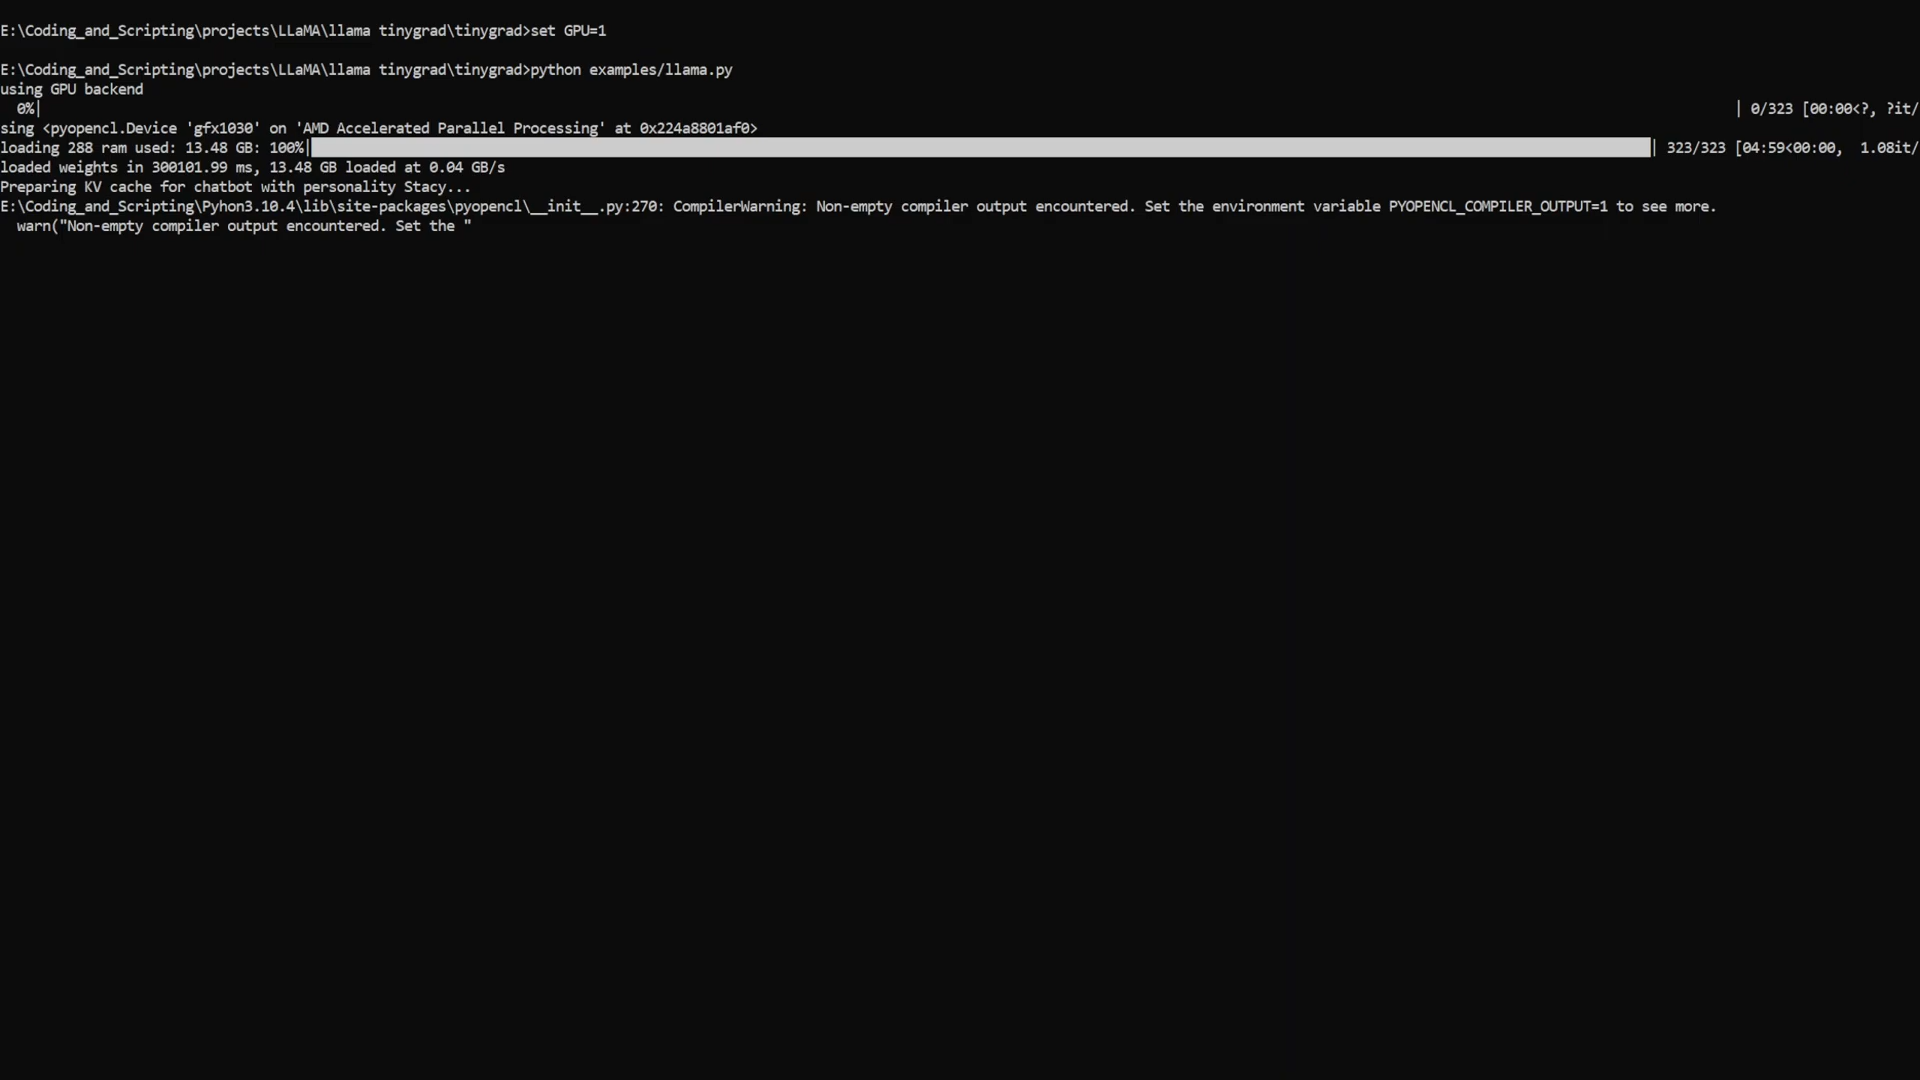 E:\Coding_and_Scripting\projects\LLaMA\llama tinygrad\tinygrad>set GPU=1
E:\Coding_and_Scripting\projects\LLaMA\llama tinygrad\tinygrad>python examples/llama.py
using GPU backend
  0%| | 0/323 [00:00<?, ?it/
sing <pyopencl.Device 'gfx1030' on 'AMD Accelerated Parallel Processing' at 0x224a8801af0>
loading 288 ram used: 13.48 GB: 100%| | 323/323 [04:59<00:00,  1.08it/
loaded weights in 300101.99 ms, 13.48 GB loaded at 0.04 GB/s
Preparing KV cache for chatbot with personality Stacy...
E:\Coding_and_Scripting\Pyhon3.10.4\lib\site-packages\pyopencl\__init__.py:270: CompilerWarning: Non-empty compiler output encountered. Set the environment variable PYOPENCL_COMPILER_OUTPUT=1 to see more.
  warn("Non-empty compiler output encountered. Set the "